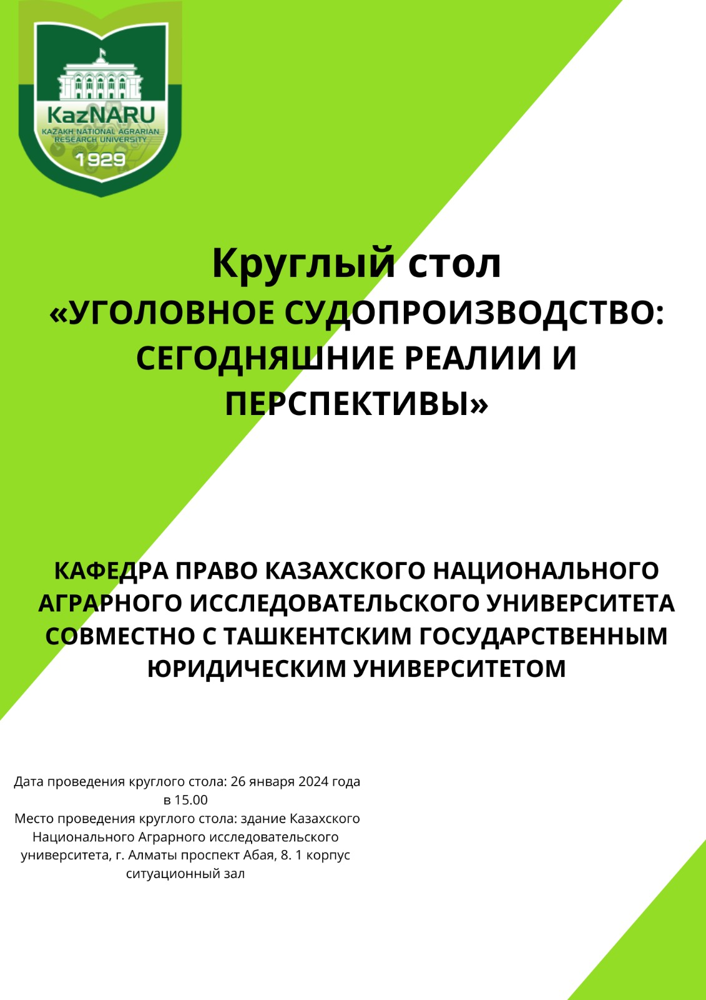 KazNARU
KAZAKH NATIONAL AGRARIAN
RESEARCH UNIVERSITY
1929
Круглый стол
«УГОЛОВНОЕ СУДОПРОИЗВОДСТВО:
СЕГОДНЯШНИЕ РЕАЛИИ И
ПЕРСПЕКТИВЫ»
КАФЕДРА ПРАВО КАЗАХСКОГО НАЦИОНАЛЬНОГО
АГРАРНОГО ИССЛЕДОВАТЕЛЬСКОГО УНИВЕРСИТЕТА
СОВМЕСТНО С ТАШКЕНТСКИМ ГОСУДАРСТВЕННЫМ
ЮРИДИЧЕСКИМ УНИВЕРСИТЕТОМ
Дата проведения круглого стола: 26 января 2024 года
в 15.00
Место проведения круглого стола: здание Казахского
Национального Аграрного исследовательского
университета, г. Алматы проспект Абая, 8. 1 корпус
ситуационный зал